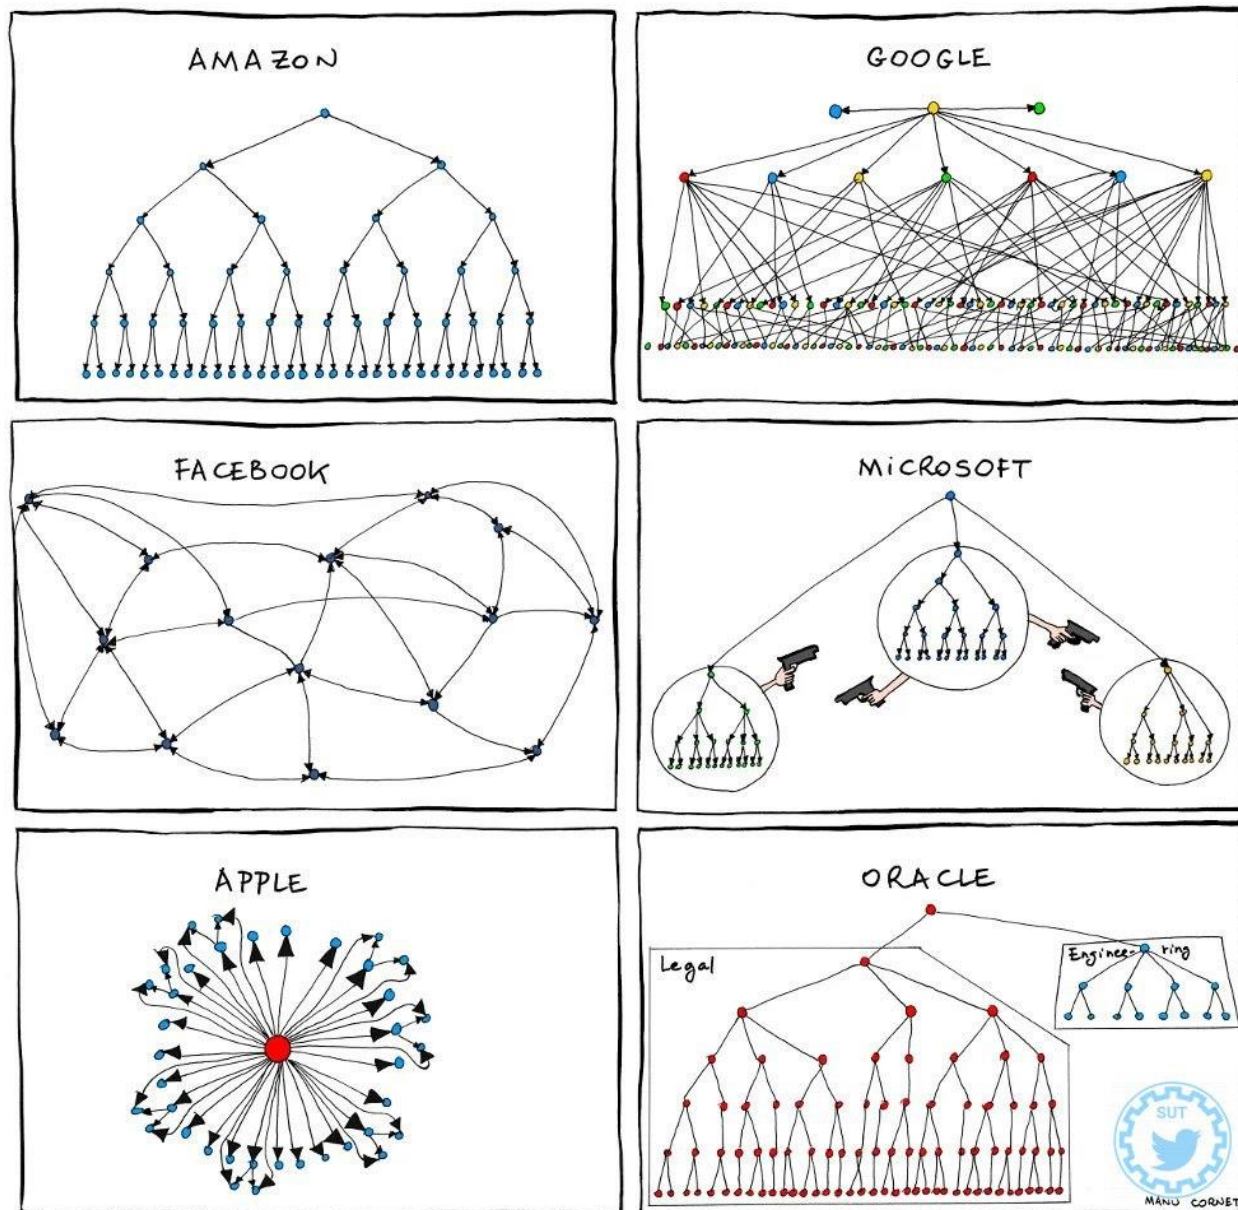 AMAZON
GOOGLE
FACEBOOK
MiCROSOFT
APPLE
ORACLE
Legal
Enginee- ring
SUT
MANU CORNET